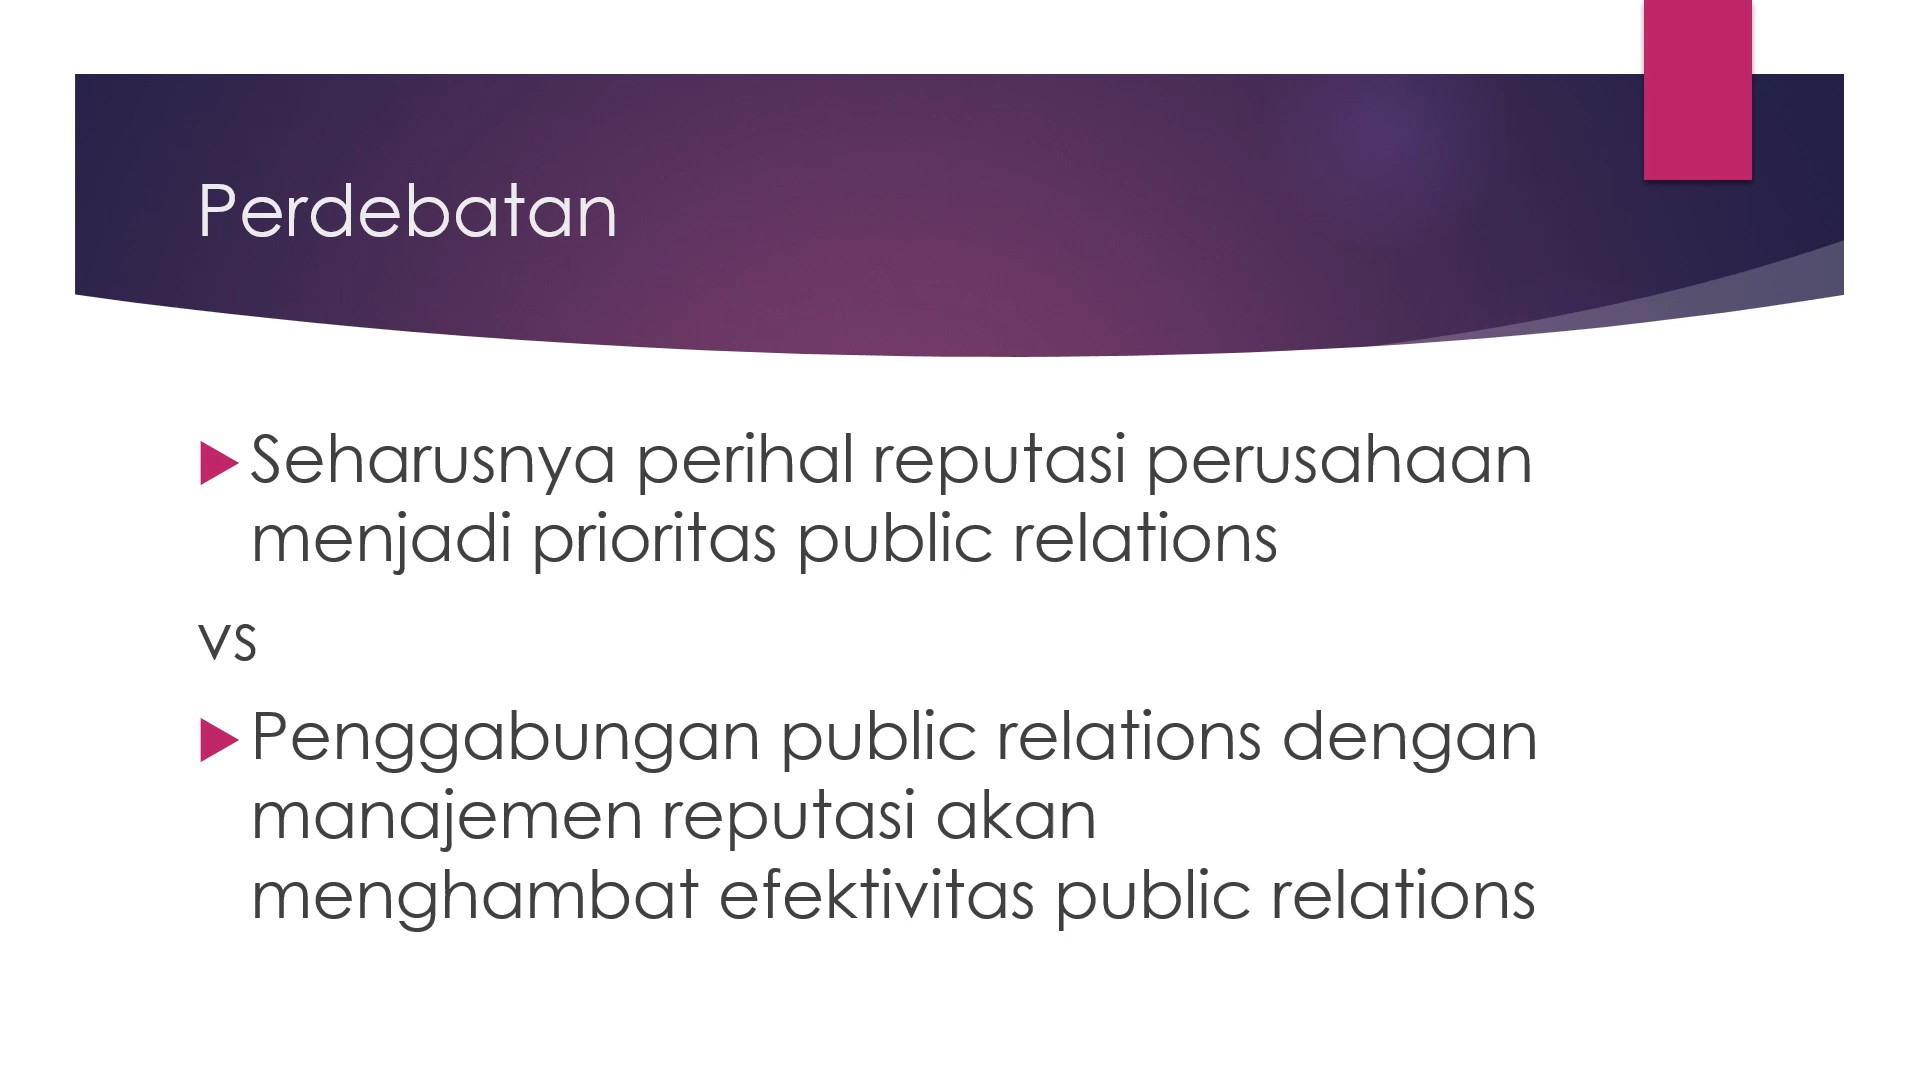 Perdebatan
Seharusnya perihal reputasi perusahaan
menjadi prioritas public relations
vs
Penggabungan public relations dengan
manajemen reputasi akan
menghambat efektivitas public relations